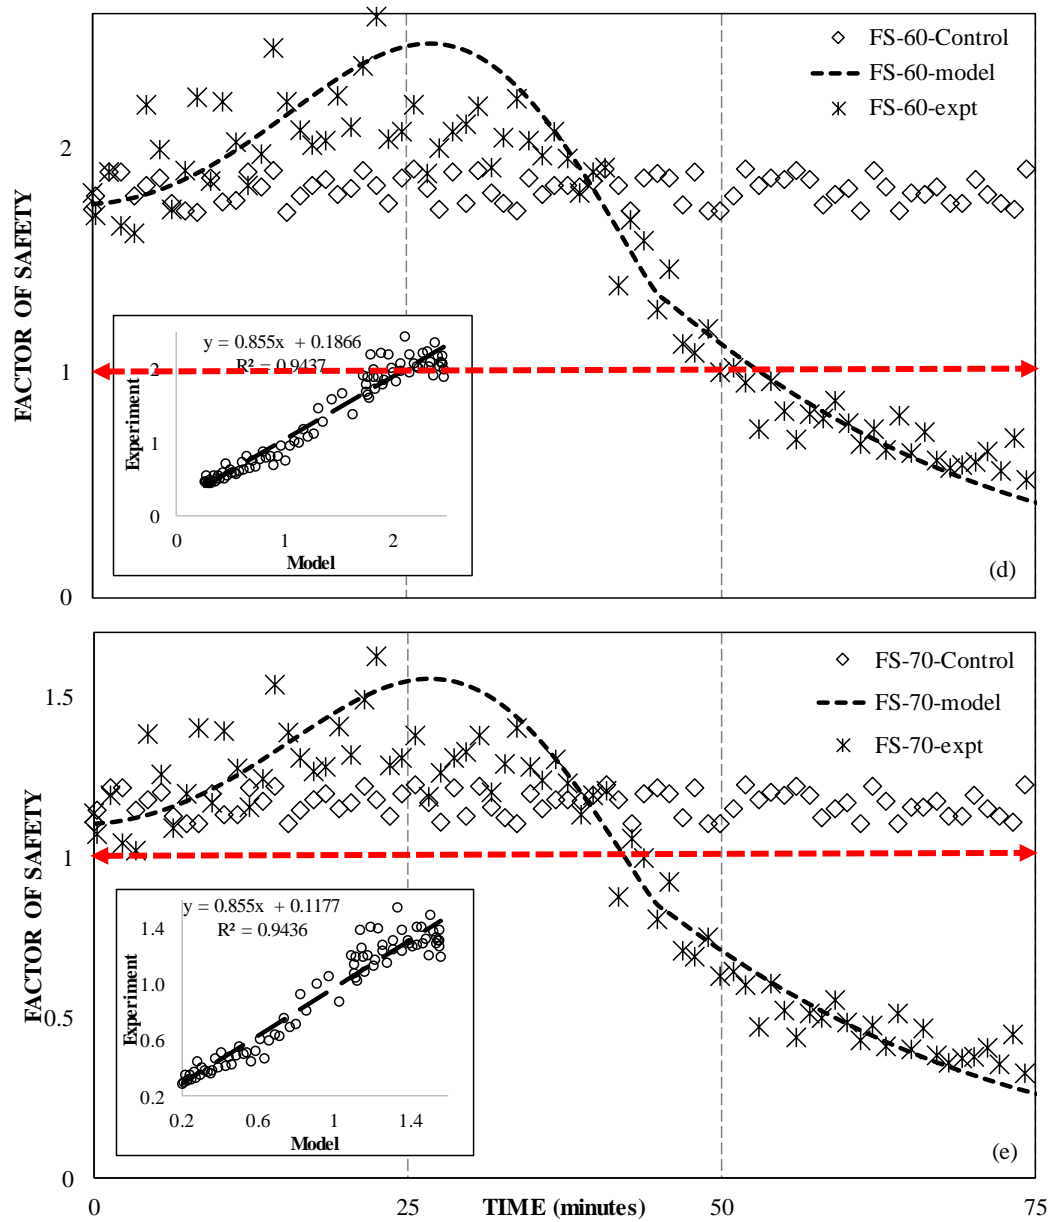 FS-60-Control
FS-60-model
FS-60-expt
FACTOR OF SAFETY
2
1
0
y = 0.855x + 0.1866
R² = 0.9437
Experiment
2
1
0
0 1 2
Model
(d)
FS-70-Control
FS-70-model
FS-70-expt
FACTOR OF SAFETY
1.5
1
0.5
0
y = 0.855x + 0.1177
R² = 0.9436
Experiment
1.4
1.0
0.6
0.2
0.2 0.6 1 1.4
Model
(e)
0 25 50 75
TIME (minutes)